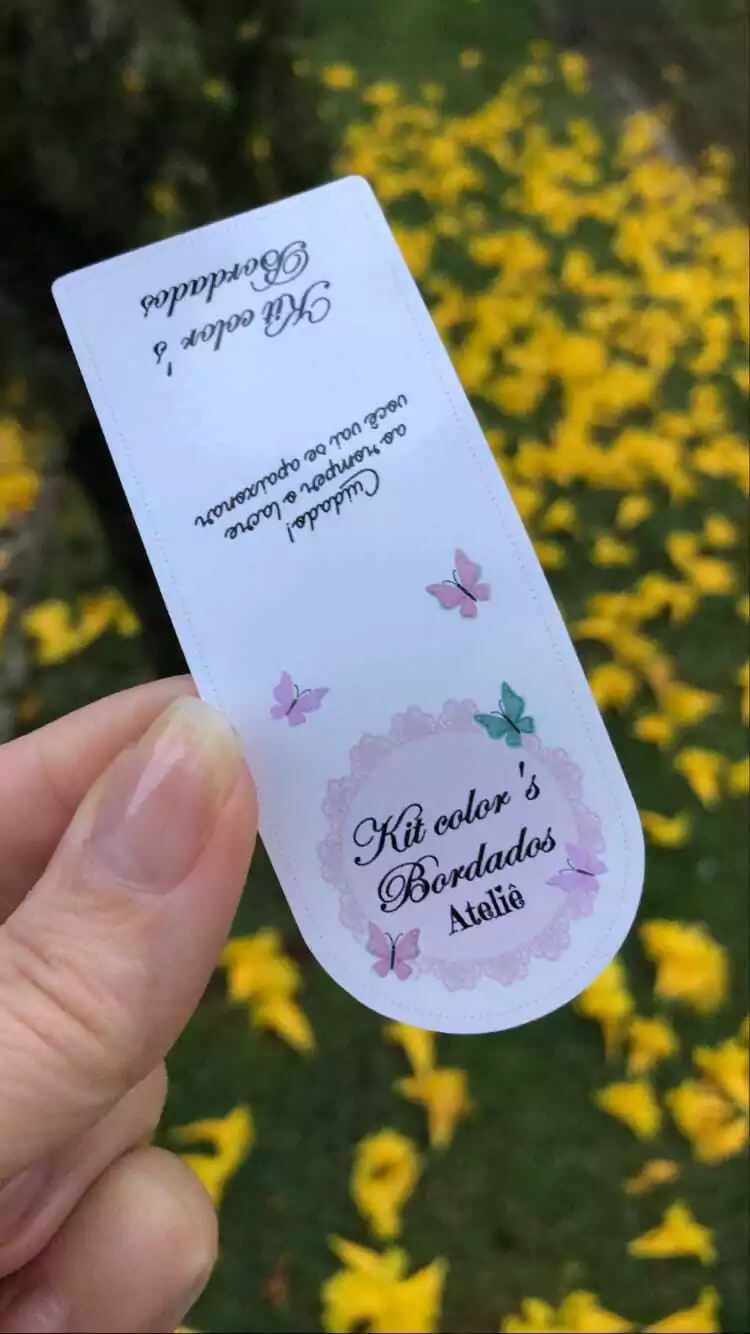 Cuidado!
ao romper o lacre
você vai se apaixonar
Kit color 's
Bordados
Kit color 's
Bordados
Ateliê